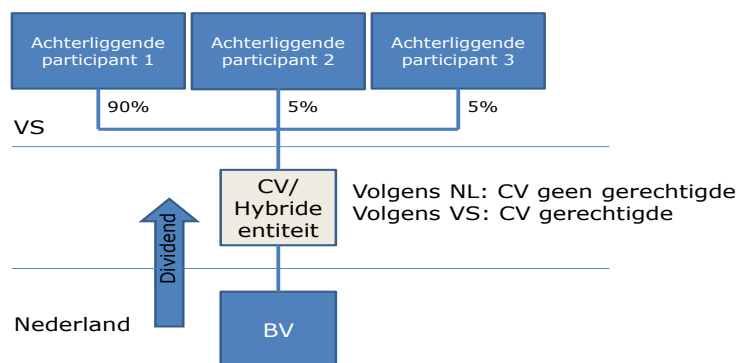 Achterliggende
participant 1
Achterliggende
participant 2
Achterliggende
participant 3
90%
5%
5%
VS
CV/
Hybride
entiteit
Volgens NL: CV geen gerechtigde
Volgens VS: CV gerechtigde
Dividend
Nederland
BV